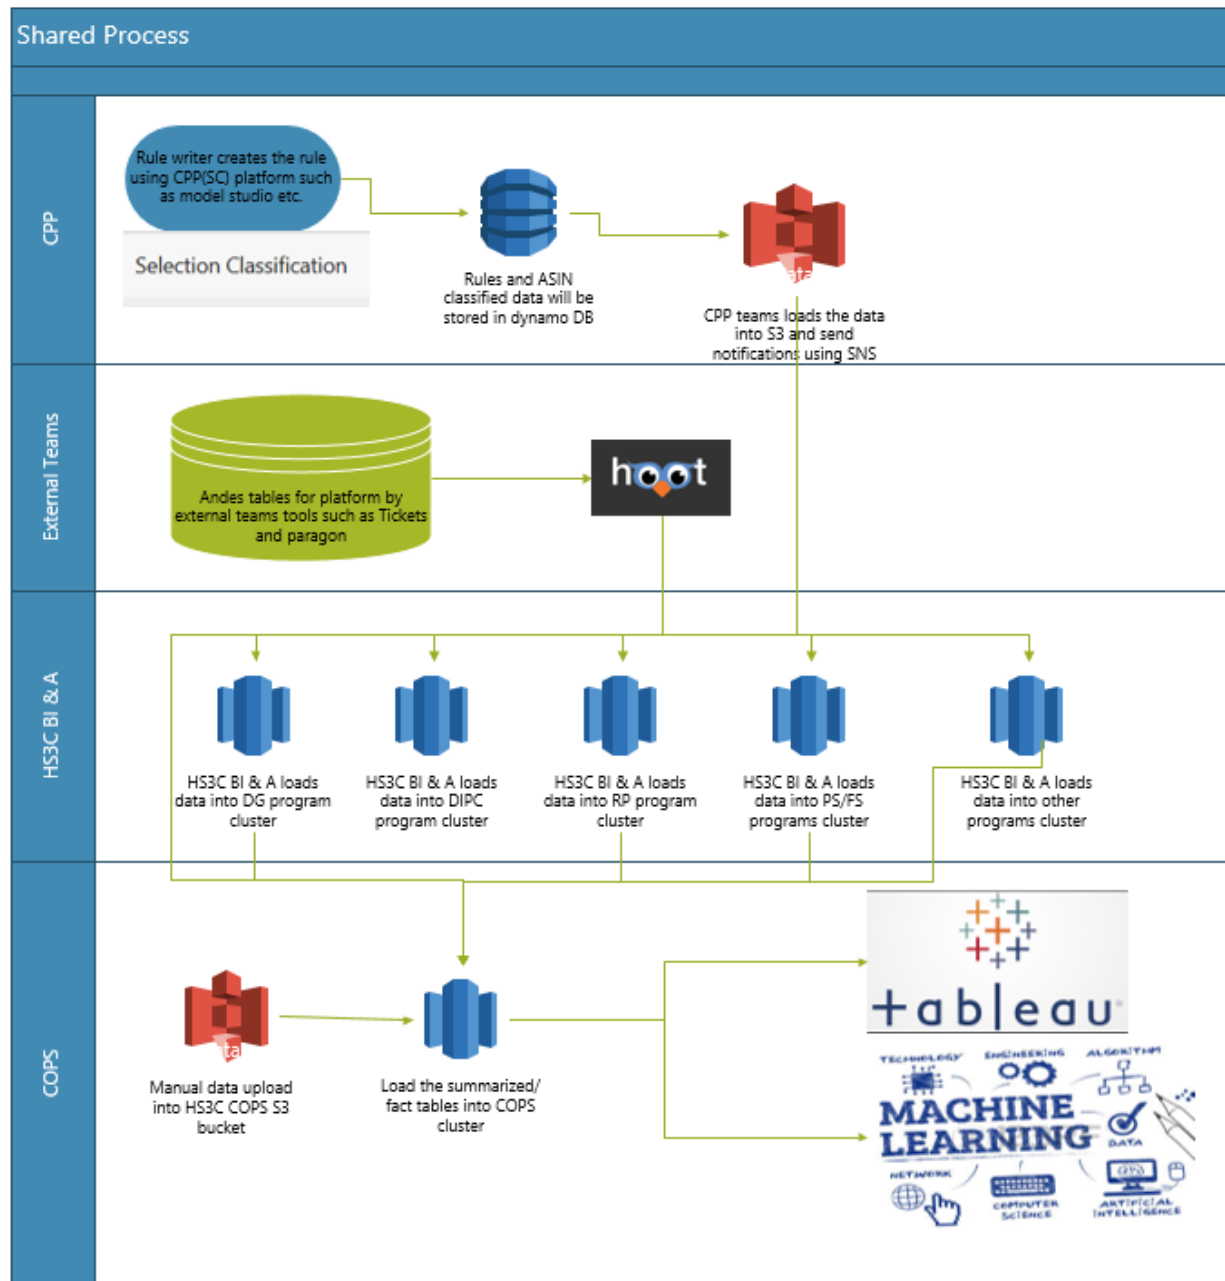 Shared Process
CPP
Rule writer creates the rule
using CPP(SC) platform such
as model studio etc.
Selection Classification
Rules and ASIN
classified data will be
stored in dynamo DB
CPP teams loads the data
into S3 and send
notifications using SNS
External Teams
Andes tables for platform by
external teams tools such as Tickets
and paragon
hoot
HS3C BI & A
HS3C BI & A loads
data into DG program
cluster
HS3C BI & A loads
data into DIPC
program cluster
HS3C BI & A loads
data into RP program
cluster
HS3C BI & A loads
data into PS/FS
programs cluster
HS3C BI & A loads
data into other
programs cluster
COPS
Manual data upload
into HS3C COPS S3
bucket
Load the summarized/
fact tables into COPS
cluster
+ableau
TECHNOLOGY
ENGINEERING
ALGORITHM
MACHINE
LEARNING
DATA
NETWORK
COMPUTER
SCIENCE
ARTIFICIAL
INTELLIGENCE